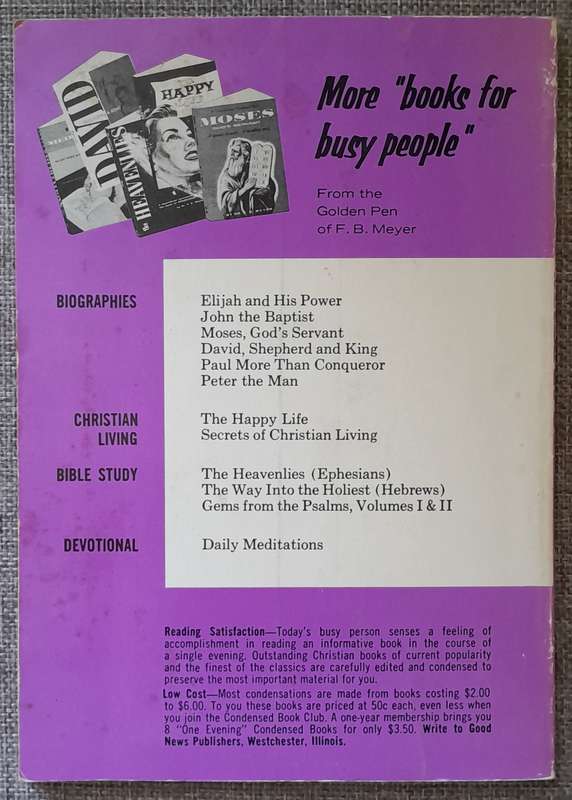 DAVID
HAPPY
the HEAVENLIES
MOSES
More "books for
busy people"
From the
Golden Pen
of F. B. Meyer
BIOGRAPHIES
Elijah and His Power
John the Baptist
Moses, God's Servant
David, Shepherd and King
Paul More Than Conqueror
Peter the Man
CHRISTIAN
LIVING
The Happy Life
Secrets of Christian Living
BIBLE STUDY
The Heavenlies (Ephesians)
The Way Into the Holiest (Hebrews)
Gems from the Psalms, Volumes I & II
DEVOTIONAL
Daily Meditations
Reading Satisfaction—Today's busy person senses a feeling of
accomplishment in reading an informative book in the course of
a single evening. Outstanding Christian books of current popularity
and the finest of the classics are carefully edited and condensed to
preserve the most important material for you.
Low Cost—Most condensations are made from books costing $2.00
to $6.00. To you these books are priced at 50c each, even less when
you join the Condensed Book Club. A one-year membership brings you
8 "One Evening" Condensed Books for only $3.50. Write to Good
News Publishers, Westchester, Illinois.